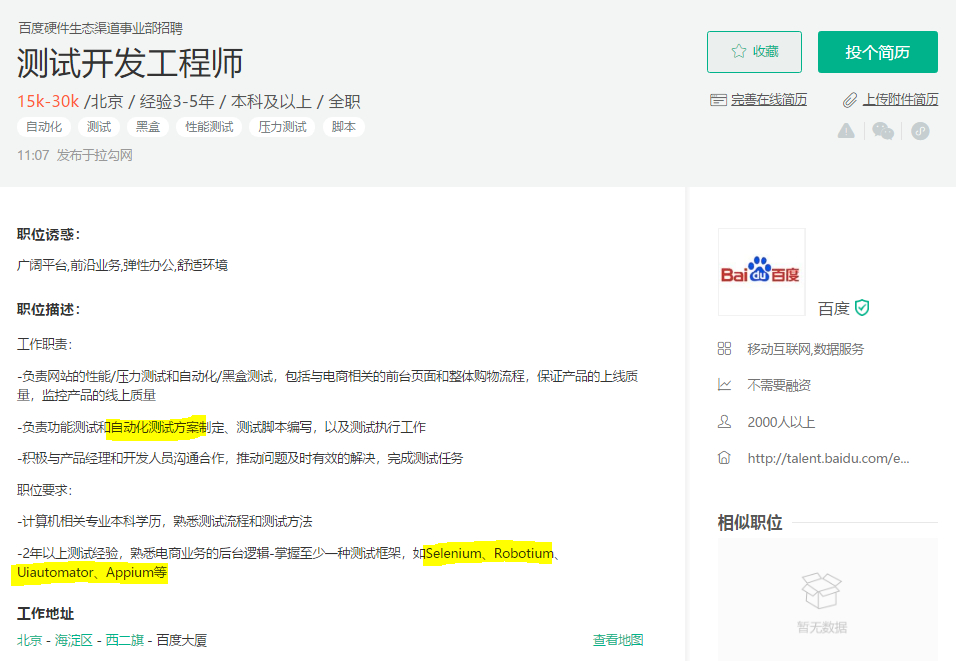 百度硬件生态渠道事业部招聘
测试开发工程师
15k-30k /北京 / 经验3-5年 / 本科及以上 / 全职
自动化 测试 黑盒 性能测试 压力测试 脚本
11:07 发布于拉勾网
收藏 投个简历
完善在线简历 上传附件简历
职位诱惑：
广阔平台,前沿业务,弹性办公,舒适环境
职位描述：
工作职责：
-负责网站的性能/压力测试和自动化/黑盒测试，包括与电商相关的前台页面和整体购物流程，保证产品的上线质
量，监控产品的线上质量
-负责功能测试和自动化测试方案制定、测试脚本编写，以及测试执行工作
-积极与产品经理和开发人员沟通合作，推动问题及时有效的解决，完成测试任务
职位要求：
-计算机相关专业本科学历，熟悉测试流程和测试方法
-2年以上测试经验，熟悉电商业务的后台逻辑-掌握至少一种测试框架，如Selenium、Robotium、
Uiautomator、Appium等
工作地址
北京 - 海淀区 - 西二旗 - 百度大厦 查看地图
Bai du 百度
百度
移动互联网,数据服务
不需要融资
2000人以上
http://talent.baidu.com/e...
相似职位
暂无数据